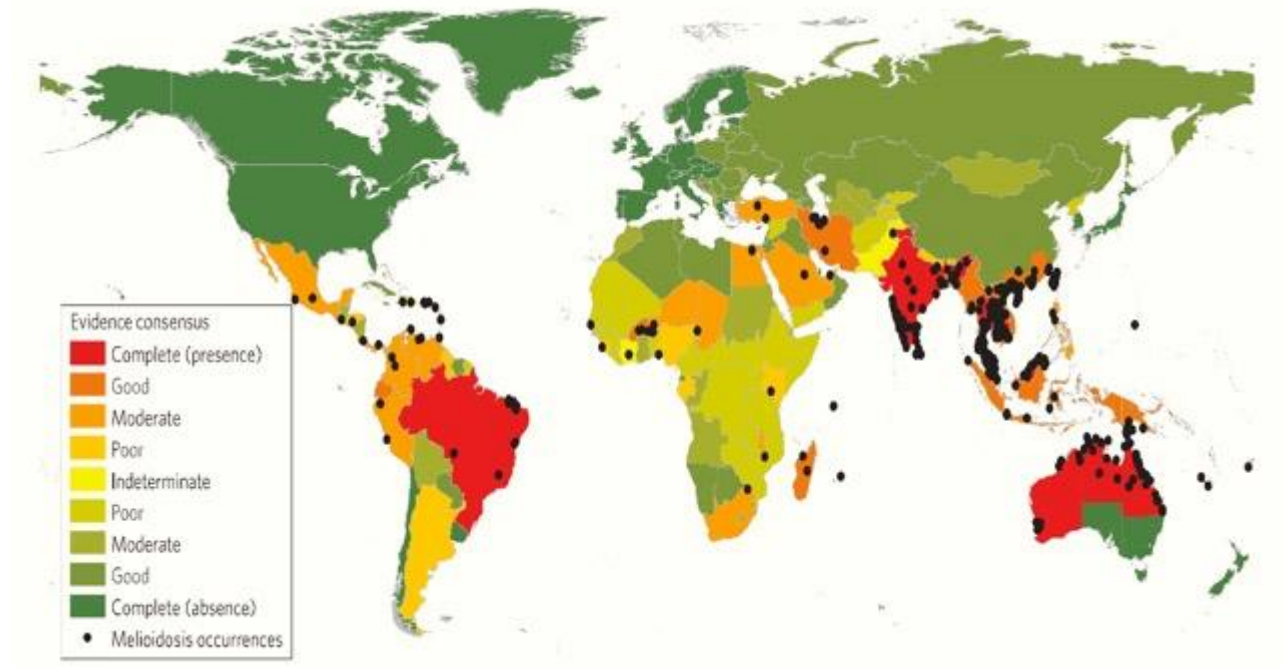 Evidence consensus
Complete (presence)
Good
Moderate
Poor
Indeterminate
Poor
Moderate
Good
Complete (absence)
Melioidosis occurrences